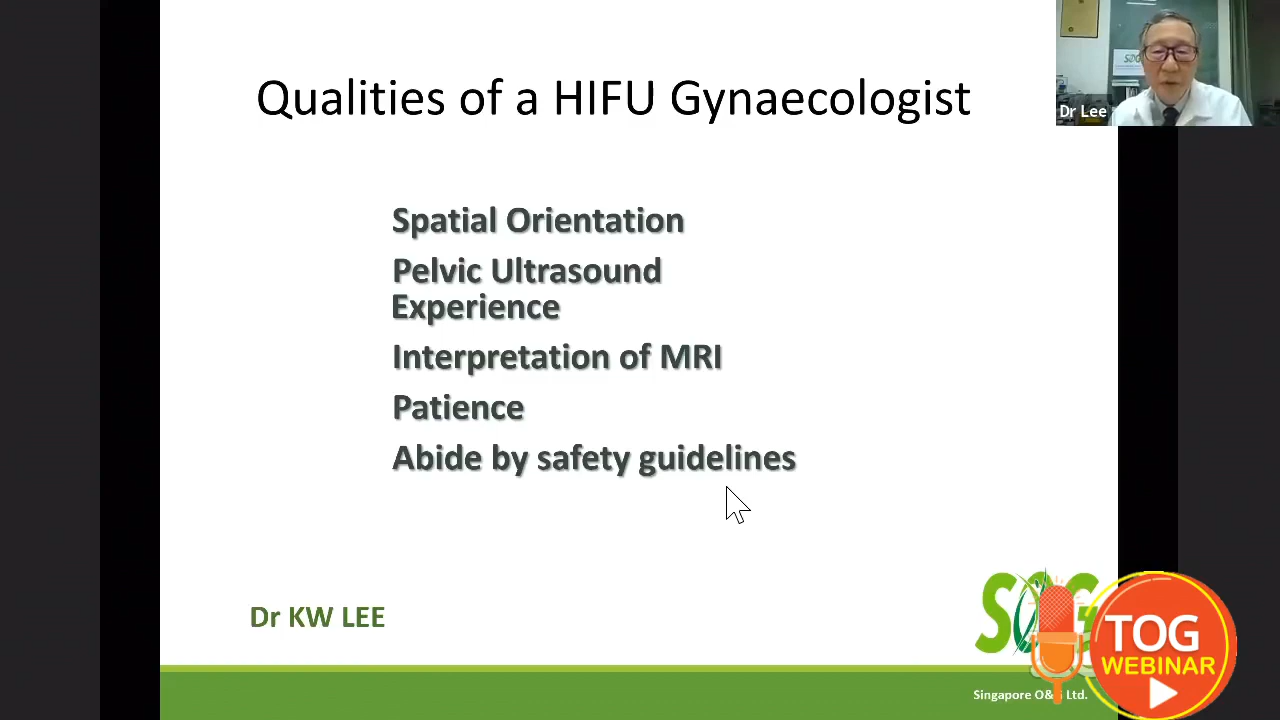 Qualities of a HIFU Gynaecologist
Dr Lee
Spatial Orientation
Pelvic Ultrasound
Experience
Interpretation of MRI
Patience
Abide by safety guidelines
Dr KW LEE
TOG
WEBINAR
Singapore Ltd.